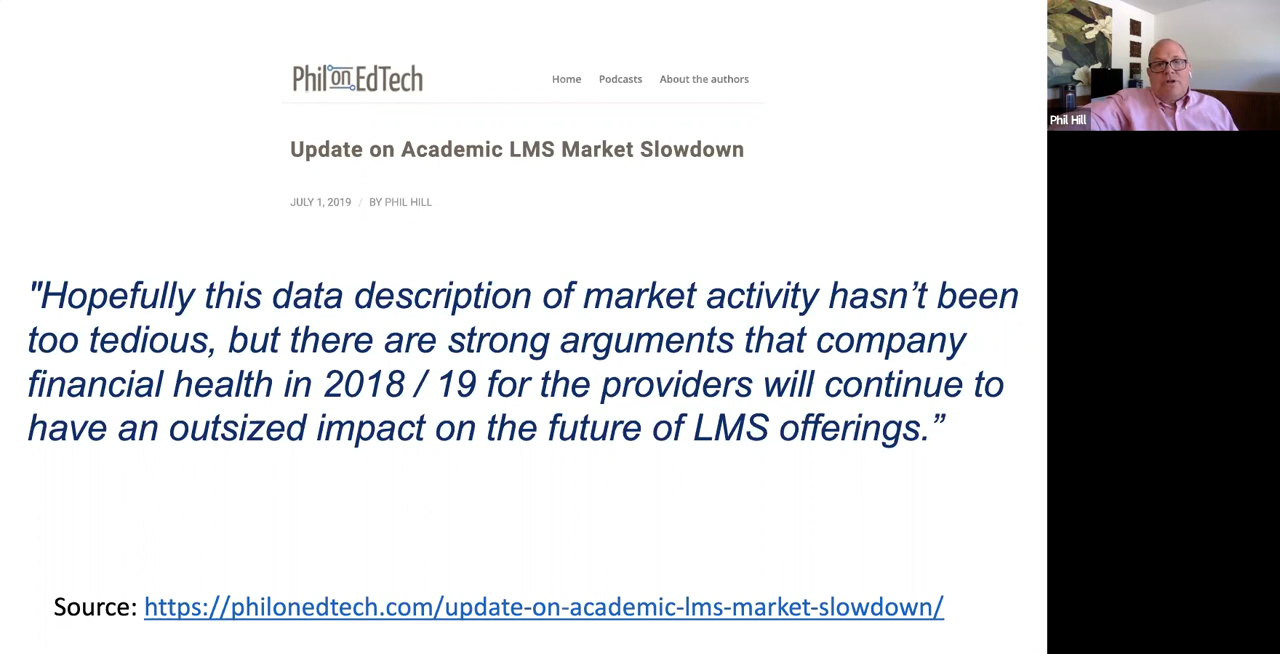 Phil on EdTech
Home Podcasts About the authors
Update on Academic LMS Market Slowdown
JULY 1, 2019 / BY PHIL HILL
"Hopefully this data description of market activity hasn’t been
too tedious, but there are strong arguments that company
financial health in 2018 / 19 for the providers will continue to
have an outsized impact on the future of LMS offerings.”
Source: https://philonedtech.com/update-on-academic-lms-market-slowdown/
Phil Hill